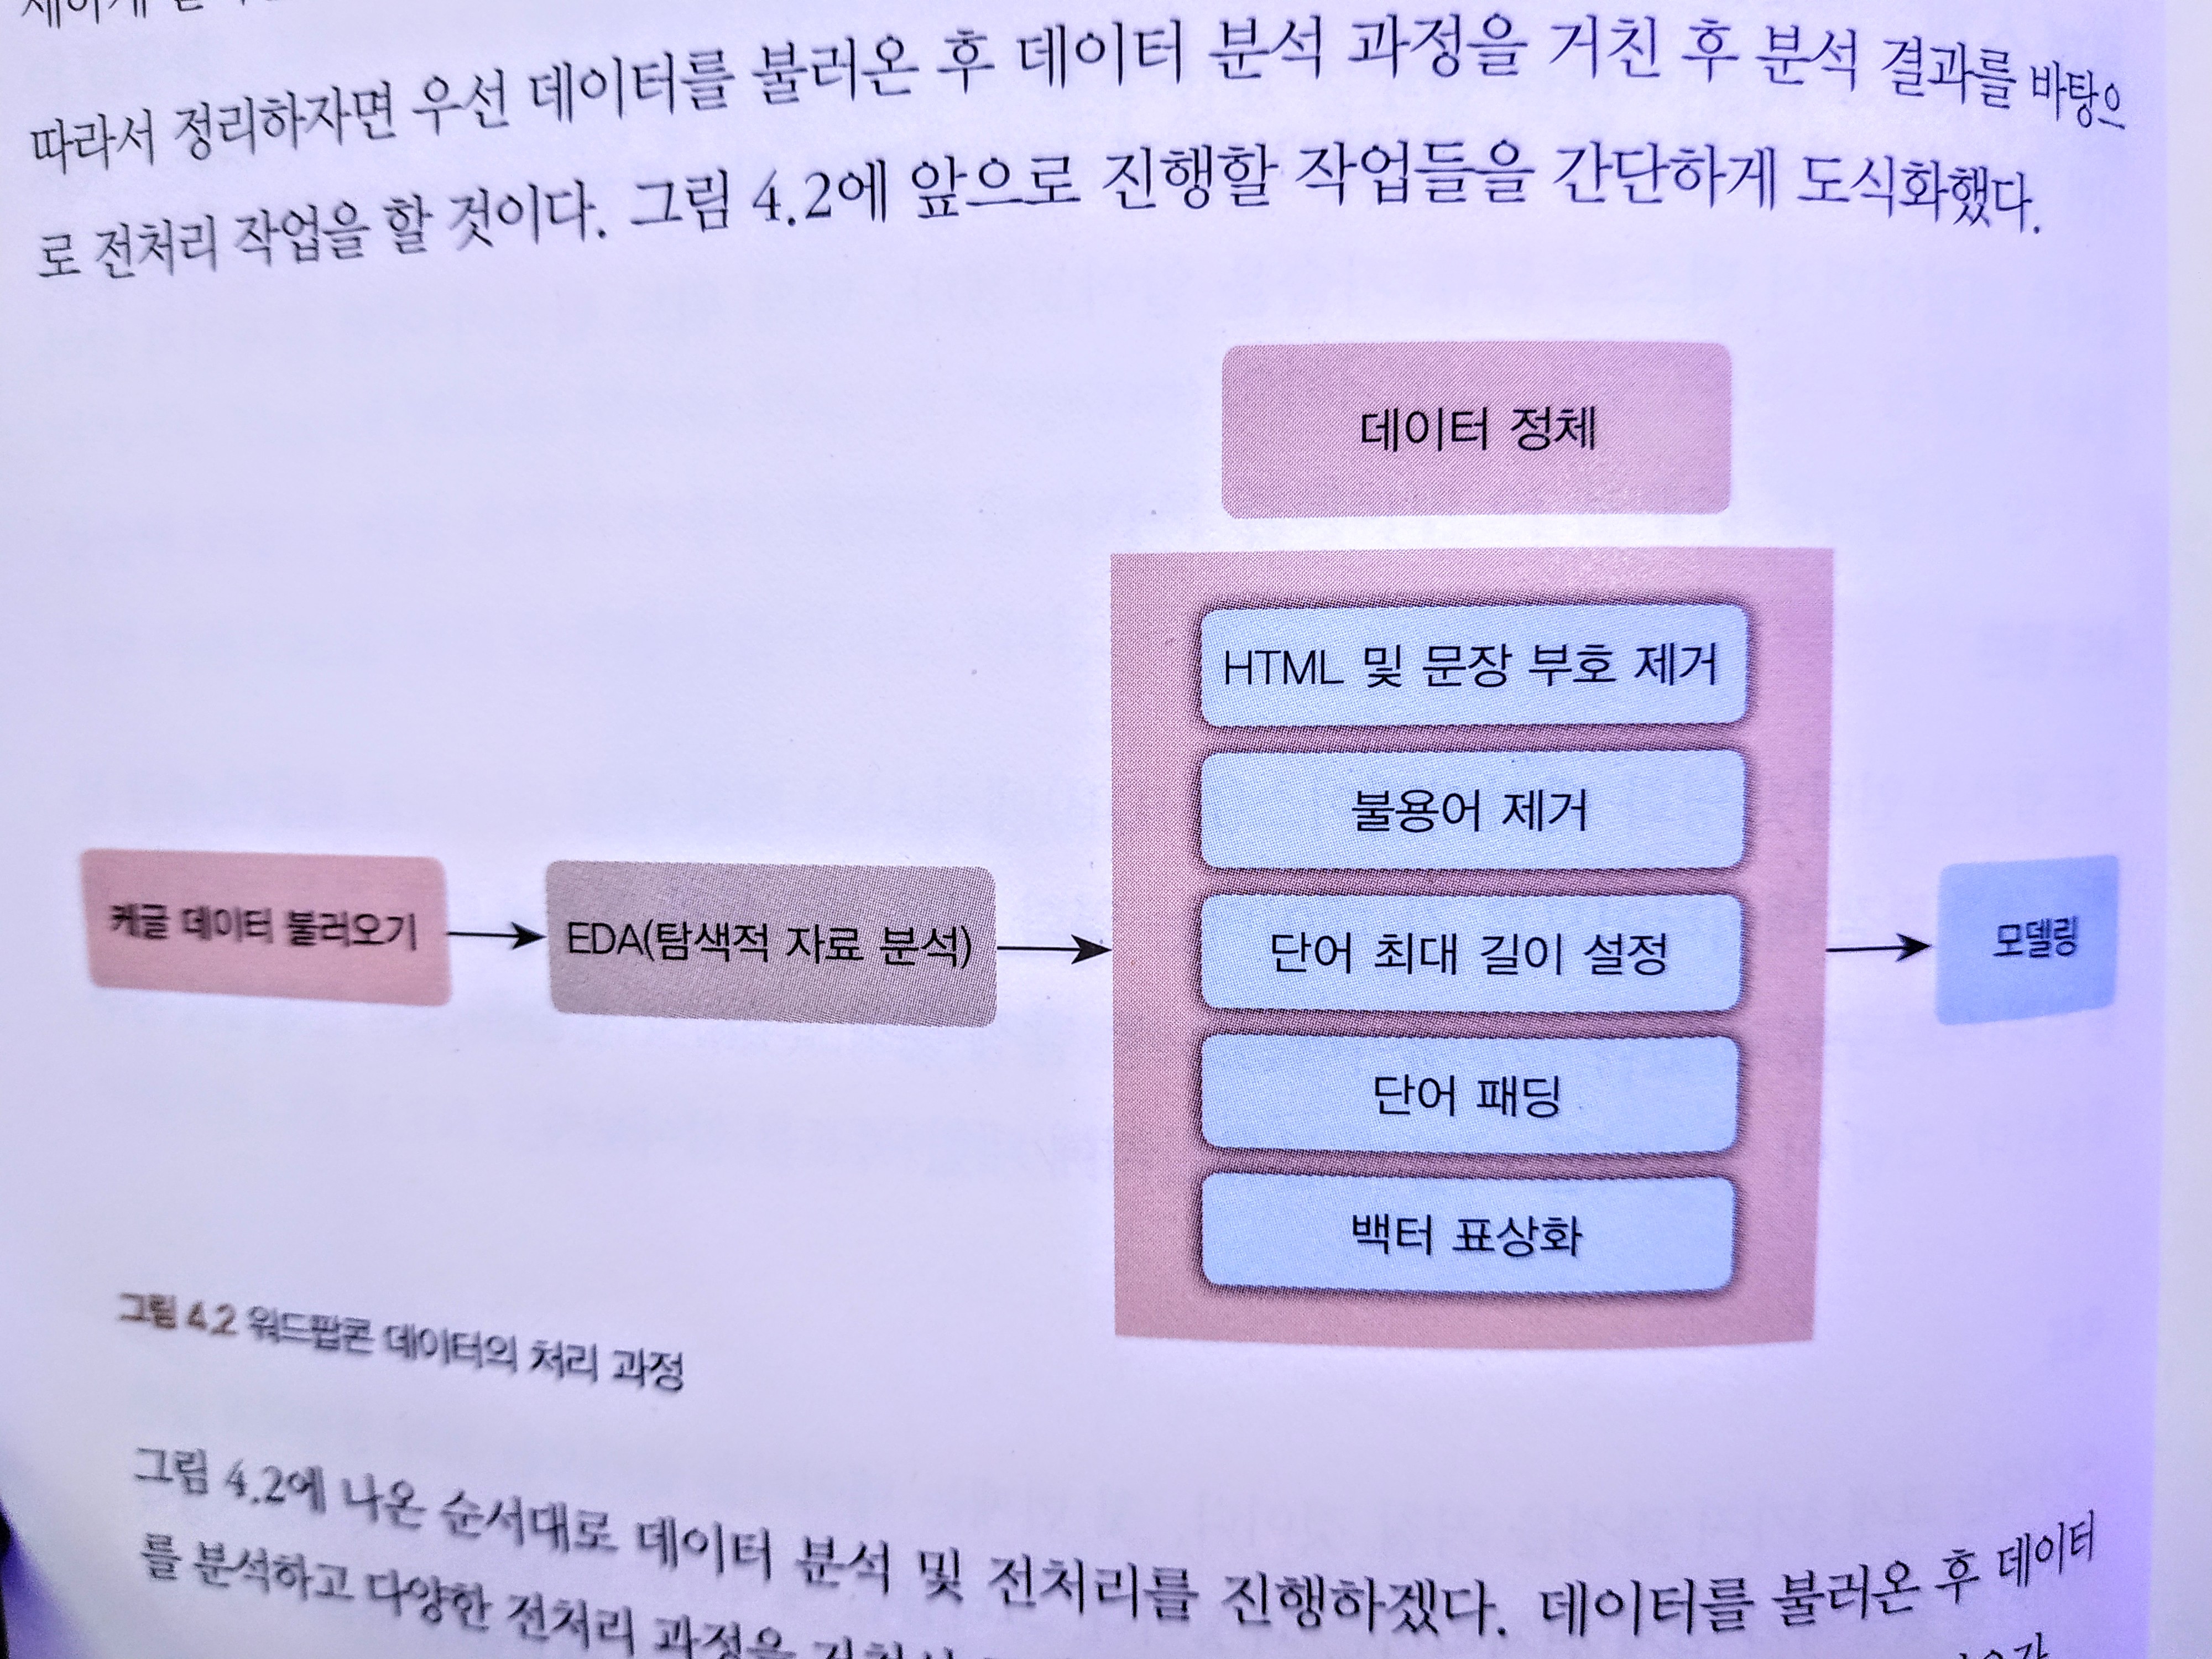 따라서 정리하자면 우선 데이터를 불러온 후 데이터 분석 과정을 거친 후 분석 결과를 바탕으
로 전처리 작업을 할 것이다. 그림 4.2에 앞으로 진행할 작업들을 간단하게 도식화했다.
데이터 정체
HTML 및 문장 부호 제거
불용어 제거
케글 데이터 불러오기
EDA(탐색적 자료 분석)
단어 최대 길이 설정
모델링
단어 패딩
백터 표상화
그림 4.2 워드팝콘 데이터의 처리 과정
그림 4.2에 나온 순서대로 데이터 분석 및 전처리를 진행하겠다. 데이터를 불러온 후 데이터
를 분석하고 다양한 전처리 과정을